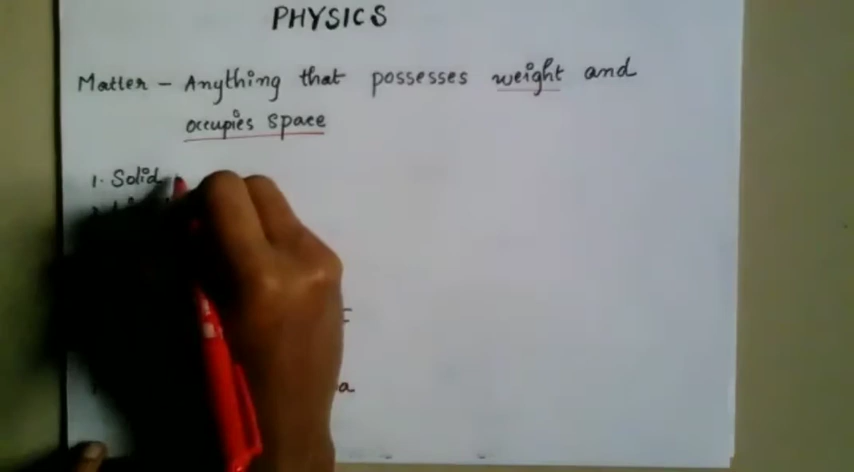 PHYSICS
Matter - Anything that possesses weight and
occupies space
1. Solid